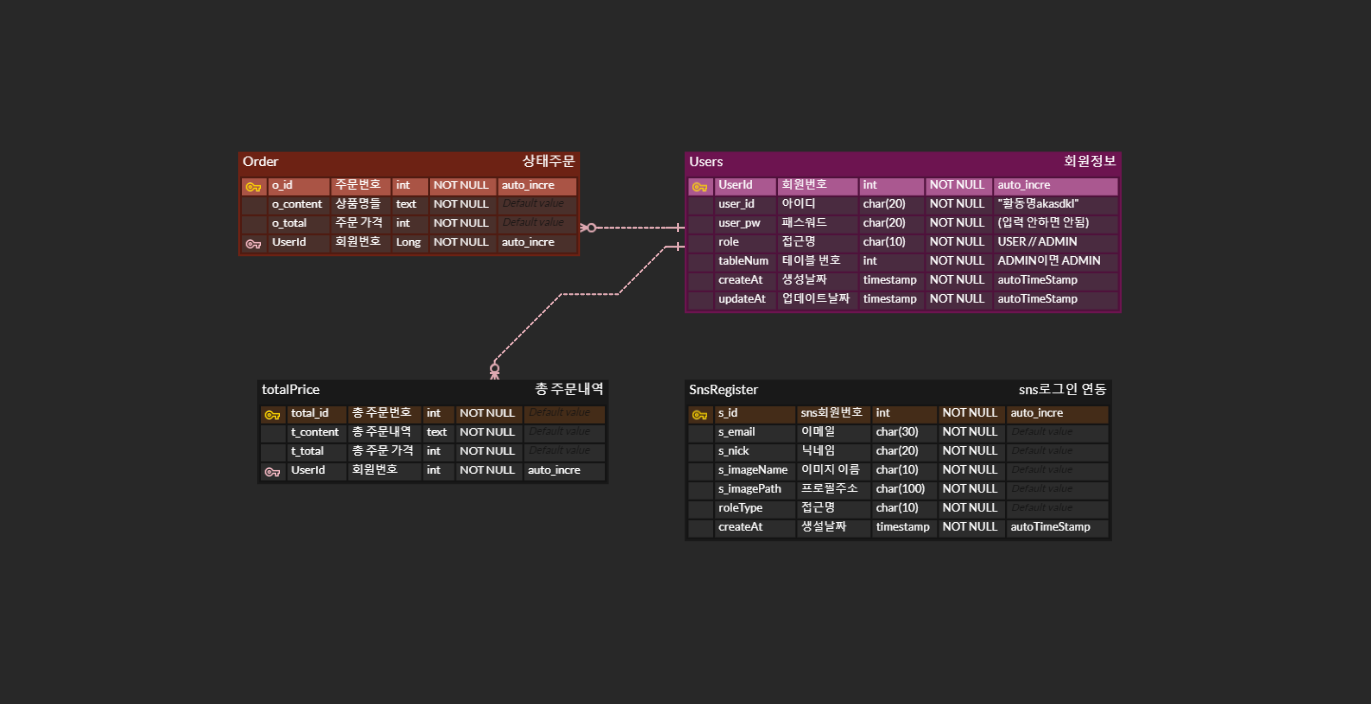 Order 상태주문
o_id 주문번호 int NOT NULL auto_incre
o_content 상품명들 text NOT NULL Default value
o_total 주문 가격 int NOT NULL Default value
UserId 회원번호 Long NOT NULL auto_incre
Users 회원정보
UserId 회원번호 int NOT NULL auto_incre
user_id 아이디 char(20) NOT NULL "활동명akasdkl"
user_pw 패스워드 char(20) NOT NULL (입력 안하면 안됨)
role 접근명 char(10) NOT NULL USER // ADMIN
tableNum 테이블 번호 int NOT NULL ADMIN이면 ADMIN
createAt 생성날짜 timestamp NOT NULL autoTimeStamp
updateAt 업데이트날짜 timestamp NOT NULL autoTimeStamp
totalPrice 총 주문내역
total_id 총 주문번호 int NOT NULL Default value
t_content 총 주문내역 text NOT NULL Default value
t_total 총 주문 가격 int NOT NULL Default value
UserId 회원번호 int NOT NULL auto_incre
SnsRegister sns로그인 연동
s_id sns회원번호 int NOT NULL auto_incre
s_email 이메일 char(30) NOT NULL Default value
s_nick 닉네임 char(20) NOT NULL Default value
s_imageName 이미지 이름 char(10) NOT NULL Default value
s_imagePath 프로필주소 char(100) NOT NULL Default value
roleType 접근명 char(10) NOT NULL Default value
createAt 생설날짜 timestamp NOT NULL autoTimeStamp